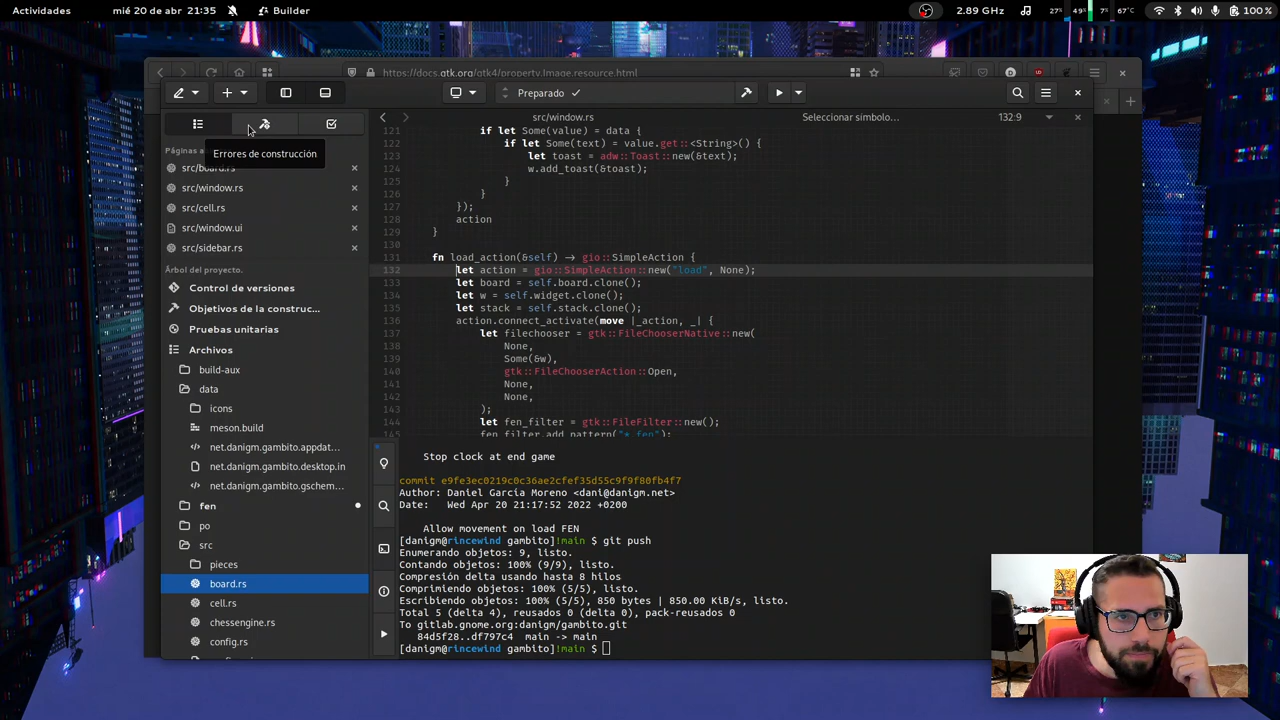 Actividades
mié 20 de abr 21:35
Builder
2.89 GHz
27%
49%
7%
67°C
100 %
https://docs.gtk.org/gtk4/property.Image.resource.html
Preparado ✓
src/window.rs
Seleccionar símbolo…
132:9
Errores de construcción
Páginas a
src/board.rs
src/window.rs
src/cell.rs
src/window.ui
src/sidebar.rs
Árbol del proyecto.
Control de versiones
Objetivos de la construc…
Pruebas unitarias
Archivos
build-aux
data
icons
meson.build
net.danigm.gambito.appdat…
net.danigm.gambito.desktop.in
net.danigm.gambito.gschem…
fen
po
src
pieces
board.rs
cell.rs
chessengine.rs
config.rs
121 if let Some(value) = data {
122 if let Some(text) = value.get::<String>() {
123 let toast = adw::Toast::new(&text);
124 w.add_toast(&toast);
125 }
126 }
127 });
128 action
129 }
130
131 fn load_action(&self) → gio::SimpleAction {
132 let action = gio::SimpleAction::new("load", None);
133 let board = self.board.clone();
134 let w = self.widget.clone();
135 let stack = self.stack.clone();
136 action.connect_activate(move |_action, _| {
137 let filechooser = gtk::FileChooserNative::new(
138 None,
139 Some(&w),
140 gtk::FileChooserAction::Open,
141 None,
142 None,
143 );
144 let fen_filter = gtk::FileFilter::new();
145 fen_filter.add_pattern("*.fen");
Stop clock at end game
commit e9fe3ec0219c0c36ae2cfef35d55c9f9f80fb4f7
Author: Daniel García Moreno <dani@danigm.net>
Date: Wed Apr 20 21:17:52 2022 +0200
Allow movement on load FEN
[danigm@rincewind gambito]!main $ git push
Enumerando objetos: 9, listo.
Contando objetos: 100% (9/9), listo.
Compresión delta usando hasta 8 hilos
Comprimiendo objetos: 100% (5/5), listo.
Escribiendo objetos: 100% (5/5), 850 bytes | 850.00 KiB/s, listo.
Total 5 (delta 4), reusados 0 (delta 0), pack-reusados 0
To gitlab.gnome.org:danigm/gambito.git
84d5f28..df797c4 main -> main
[danigm@rincewind gambito]!main $